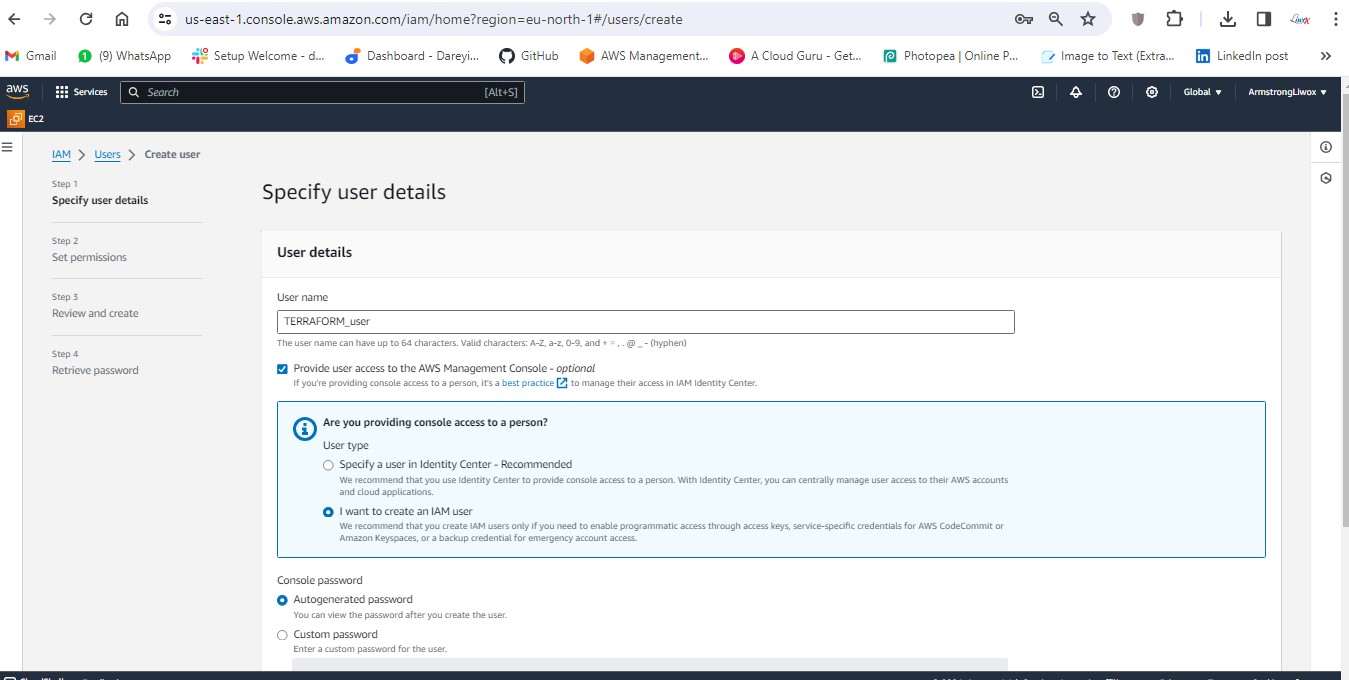 us-east-1.console.aws.amazon.com/iam/home?region=eu-north-1#/users/create
Liwox
Gmail
1 (9) WhatsApp
Setup Welcome - d...
Dashboard - Dareyi...
GitHub
AWS Management...
A Cloud Guru - Get...
Photopea | Online P...
Image to Text (Extra...
LinkedIn post
aws
Services
Search
[Alt+S]
Global
ArmstrongLiwox
EC2
IAM
Users
Create user
Step 1
Specify user details
Step 2
Set permissions
Step 3
Review and create
Step 4
Retrieve password
Specify user details
User details
User name
TERRAFORM_user
The user name can have up to 64 characters. Valid characters: A-Z, a-z, 0-9, and + = , . @ _ - (hyphen)
Provide user access to the AWS Management Console - optional
If you're providing console access to a person, it's a best practice to manage their access in IAM Identity Center.
Are you providing console access to a person?
User type
Specify a user in Identity Center - Recommended
We recommend that you use Identity Center to provide console access to a person. With Identity Center, you can centrally manage user access to their AWS accounts
and cloud applications.
I want to create an IAM user
We recommend that you create IAM users only if you need to enable programmatic access through access keys, service-specific credentials for AWS CodeCommit or
Amazon Keyspaces, or a backup credential for emergency account access.
Console password
Autogenerated password
You can view the password after you create the user.
Custom password
Enter a custom password for the user.